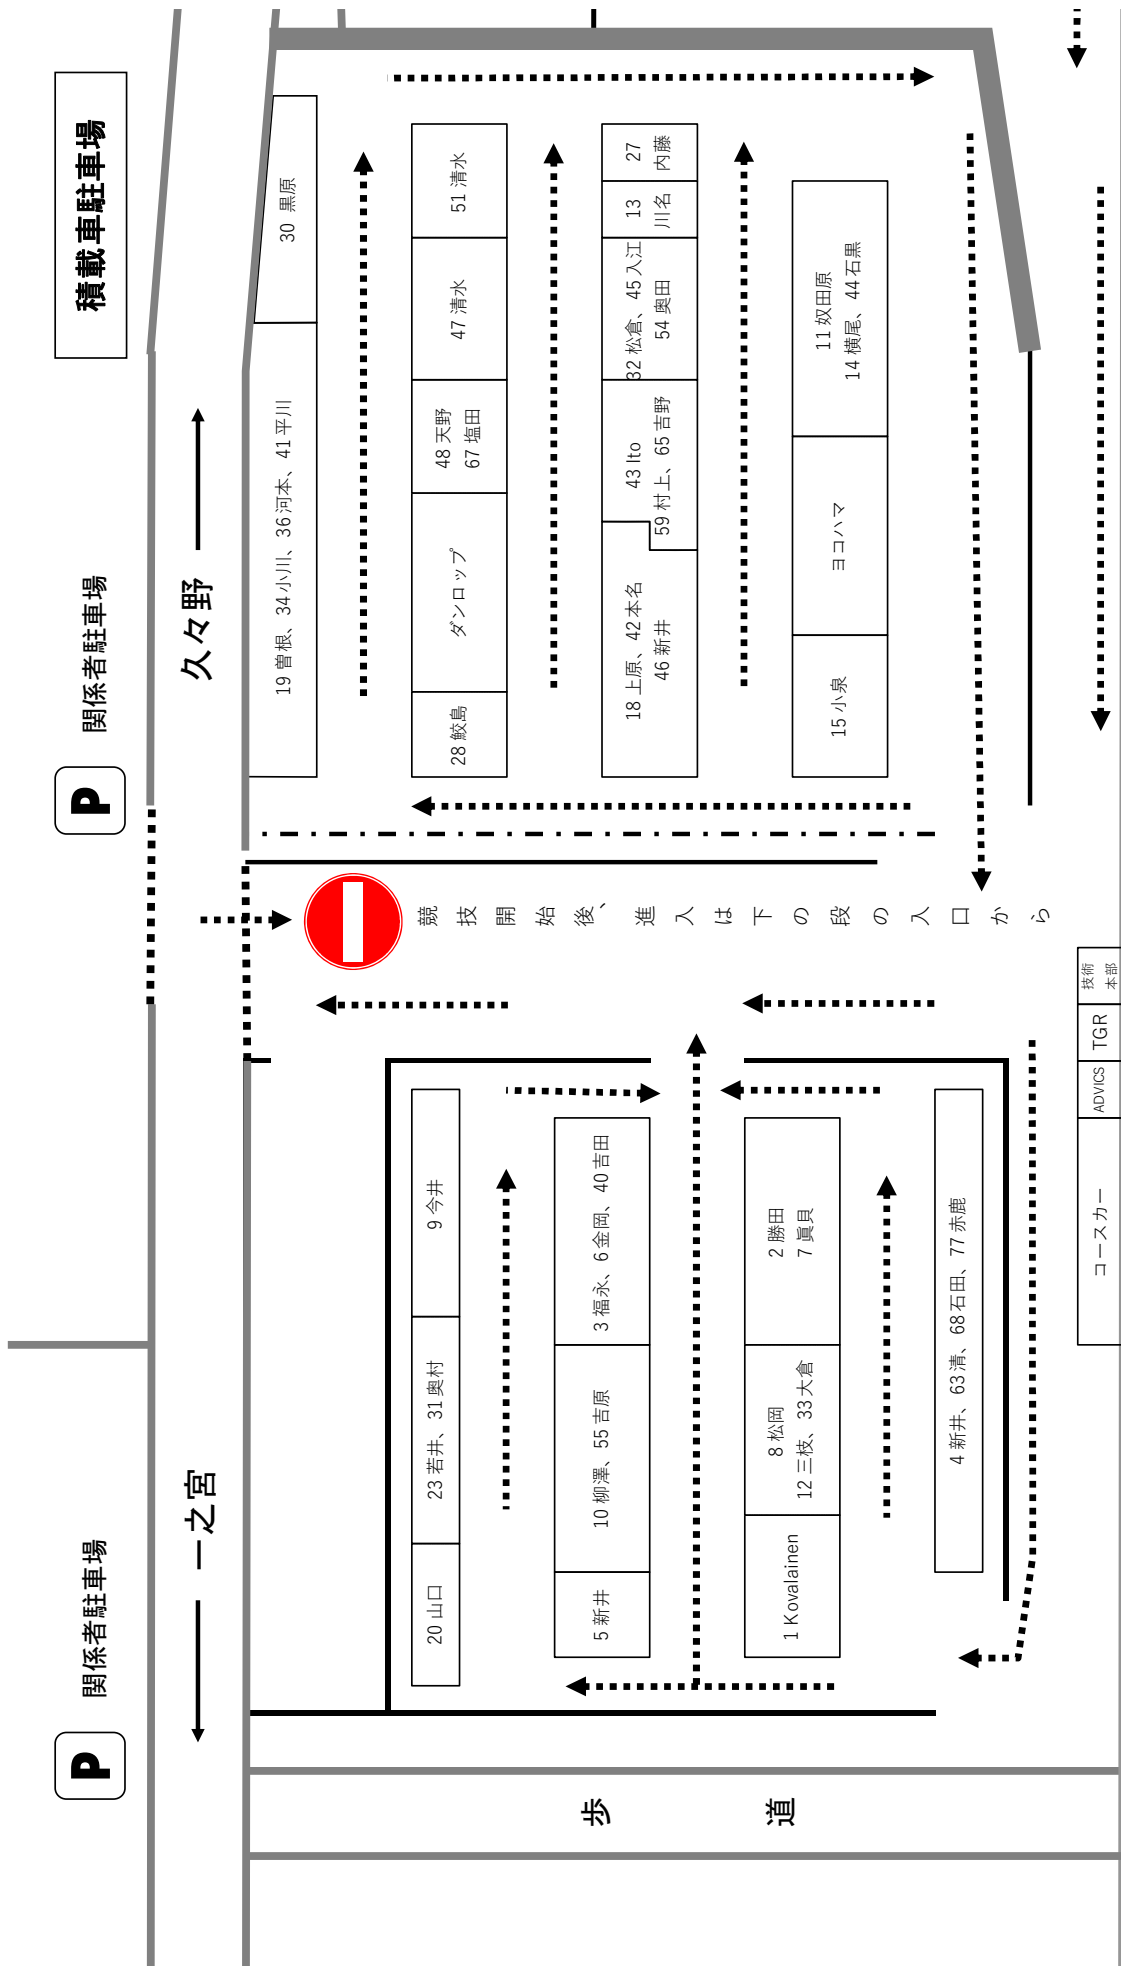 積載車駐車場
P 関係者駐車場
P 関係者駐車場
久々野
一之宮
30 黒原
19 曽根、34 小川、36 河本、41 平川
28 鮫島
ダンロップ
48 天野
67 塩田
47 清水
51 清水
18 上原、42 本名
46 新井
43 Ito
59 村上、65 吉野
32 松倉、45 入江
54 奥田
13
川名
27
内藤
15 小泉
ヨコハマ
11 奴田原
14 横尾、44 石黒
競技開始後、進入は下の段の入口から
20 山口
23 若井、31 奥村
9 今井
5 新井
10 柳澤、55 吉原
3 福永、6 金岡、40 吉田
1 Kovalainen
8 松岡
12 三枝、33 大倉
2 勝田
7 眞貝
4 新井、63 清、68 石田、77 赤鹿
コースカー
ADVICS
TGR
技術
本部
歩道